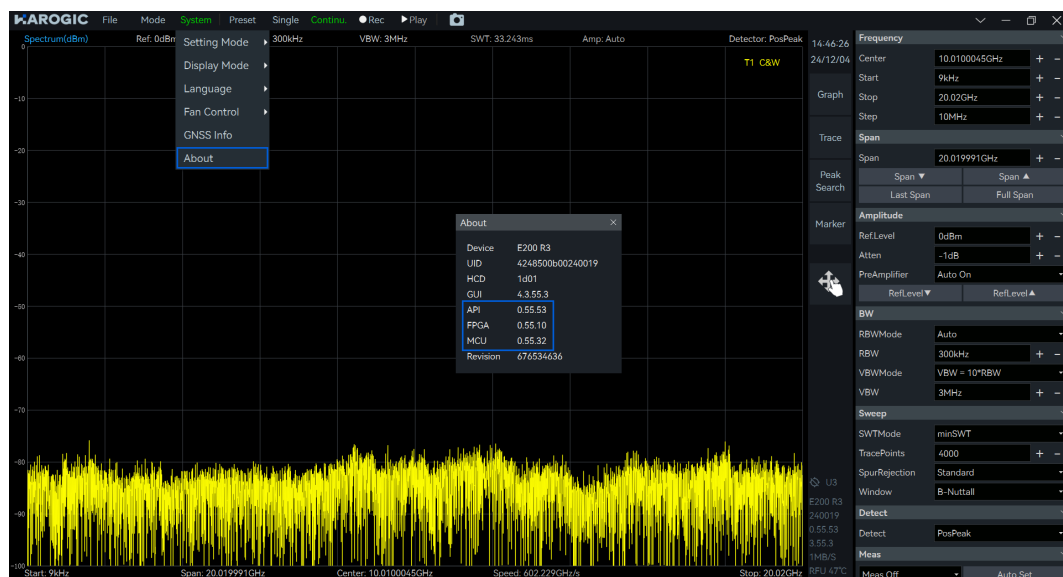 HAROGIC File Mode System Preset Single Continu. Rec Play
Spectrum(dBm) Ref: 0dBm 300kHz VBW: 3MHz SWT: 33.243ms Amp: Auto Detector: PosPeak
T1 C&W
Setting Mode
Display Mode
Language
Fan Control
GNSS Info
About
0
-10
-20
-30
-40
-50
-60
-70
-80
-90
-100
About
Device E200 R3
UID 4248500b00240019
HCD 1d01
GUI 4.3.55.3
API 0.55.53
FPGA 0.55.10
MCU 0.55.32
Revision 676534636
Start: 9kHz Span: 20.019991GHz Center: 10.0100045GHz Speed: 602.229GHz/s Stop: 20.02GHz
14:46:26
24/12/04
Graph
Trace
Peak
Search
Marker
U3
E200 R3
240019
0.55.53
3.55.3
1MB/S
RFU 47°C
Frequency
Center 10.0100045GHz + -
Start 9kHz + -
Stop 20.02GHz + -
Step 10MHz + -
Span
Span 20.019991GHz + -
Span ▼ Span ▲
Last Span Full Span
Amplitude
Ref.Level 0dBm + -
Atten -1dB + -
PreAmplifier Auto On
RefLevel▼ RefLevel▲
BW
RBWMode Auto
RBW 300kHz + -
VBWMode VBW = 10*RBW
VBW 3MHz + -
Sweep
SWTMode minSWT
TracePoints 4000 + -
SpurRejection Standard
Window B-Nuttall
Detect
Detect PosPeak
Meas
Meas Off Auto Set